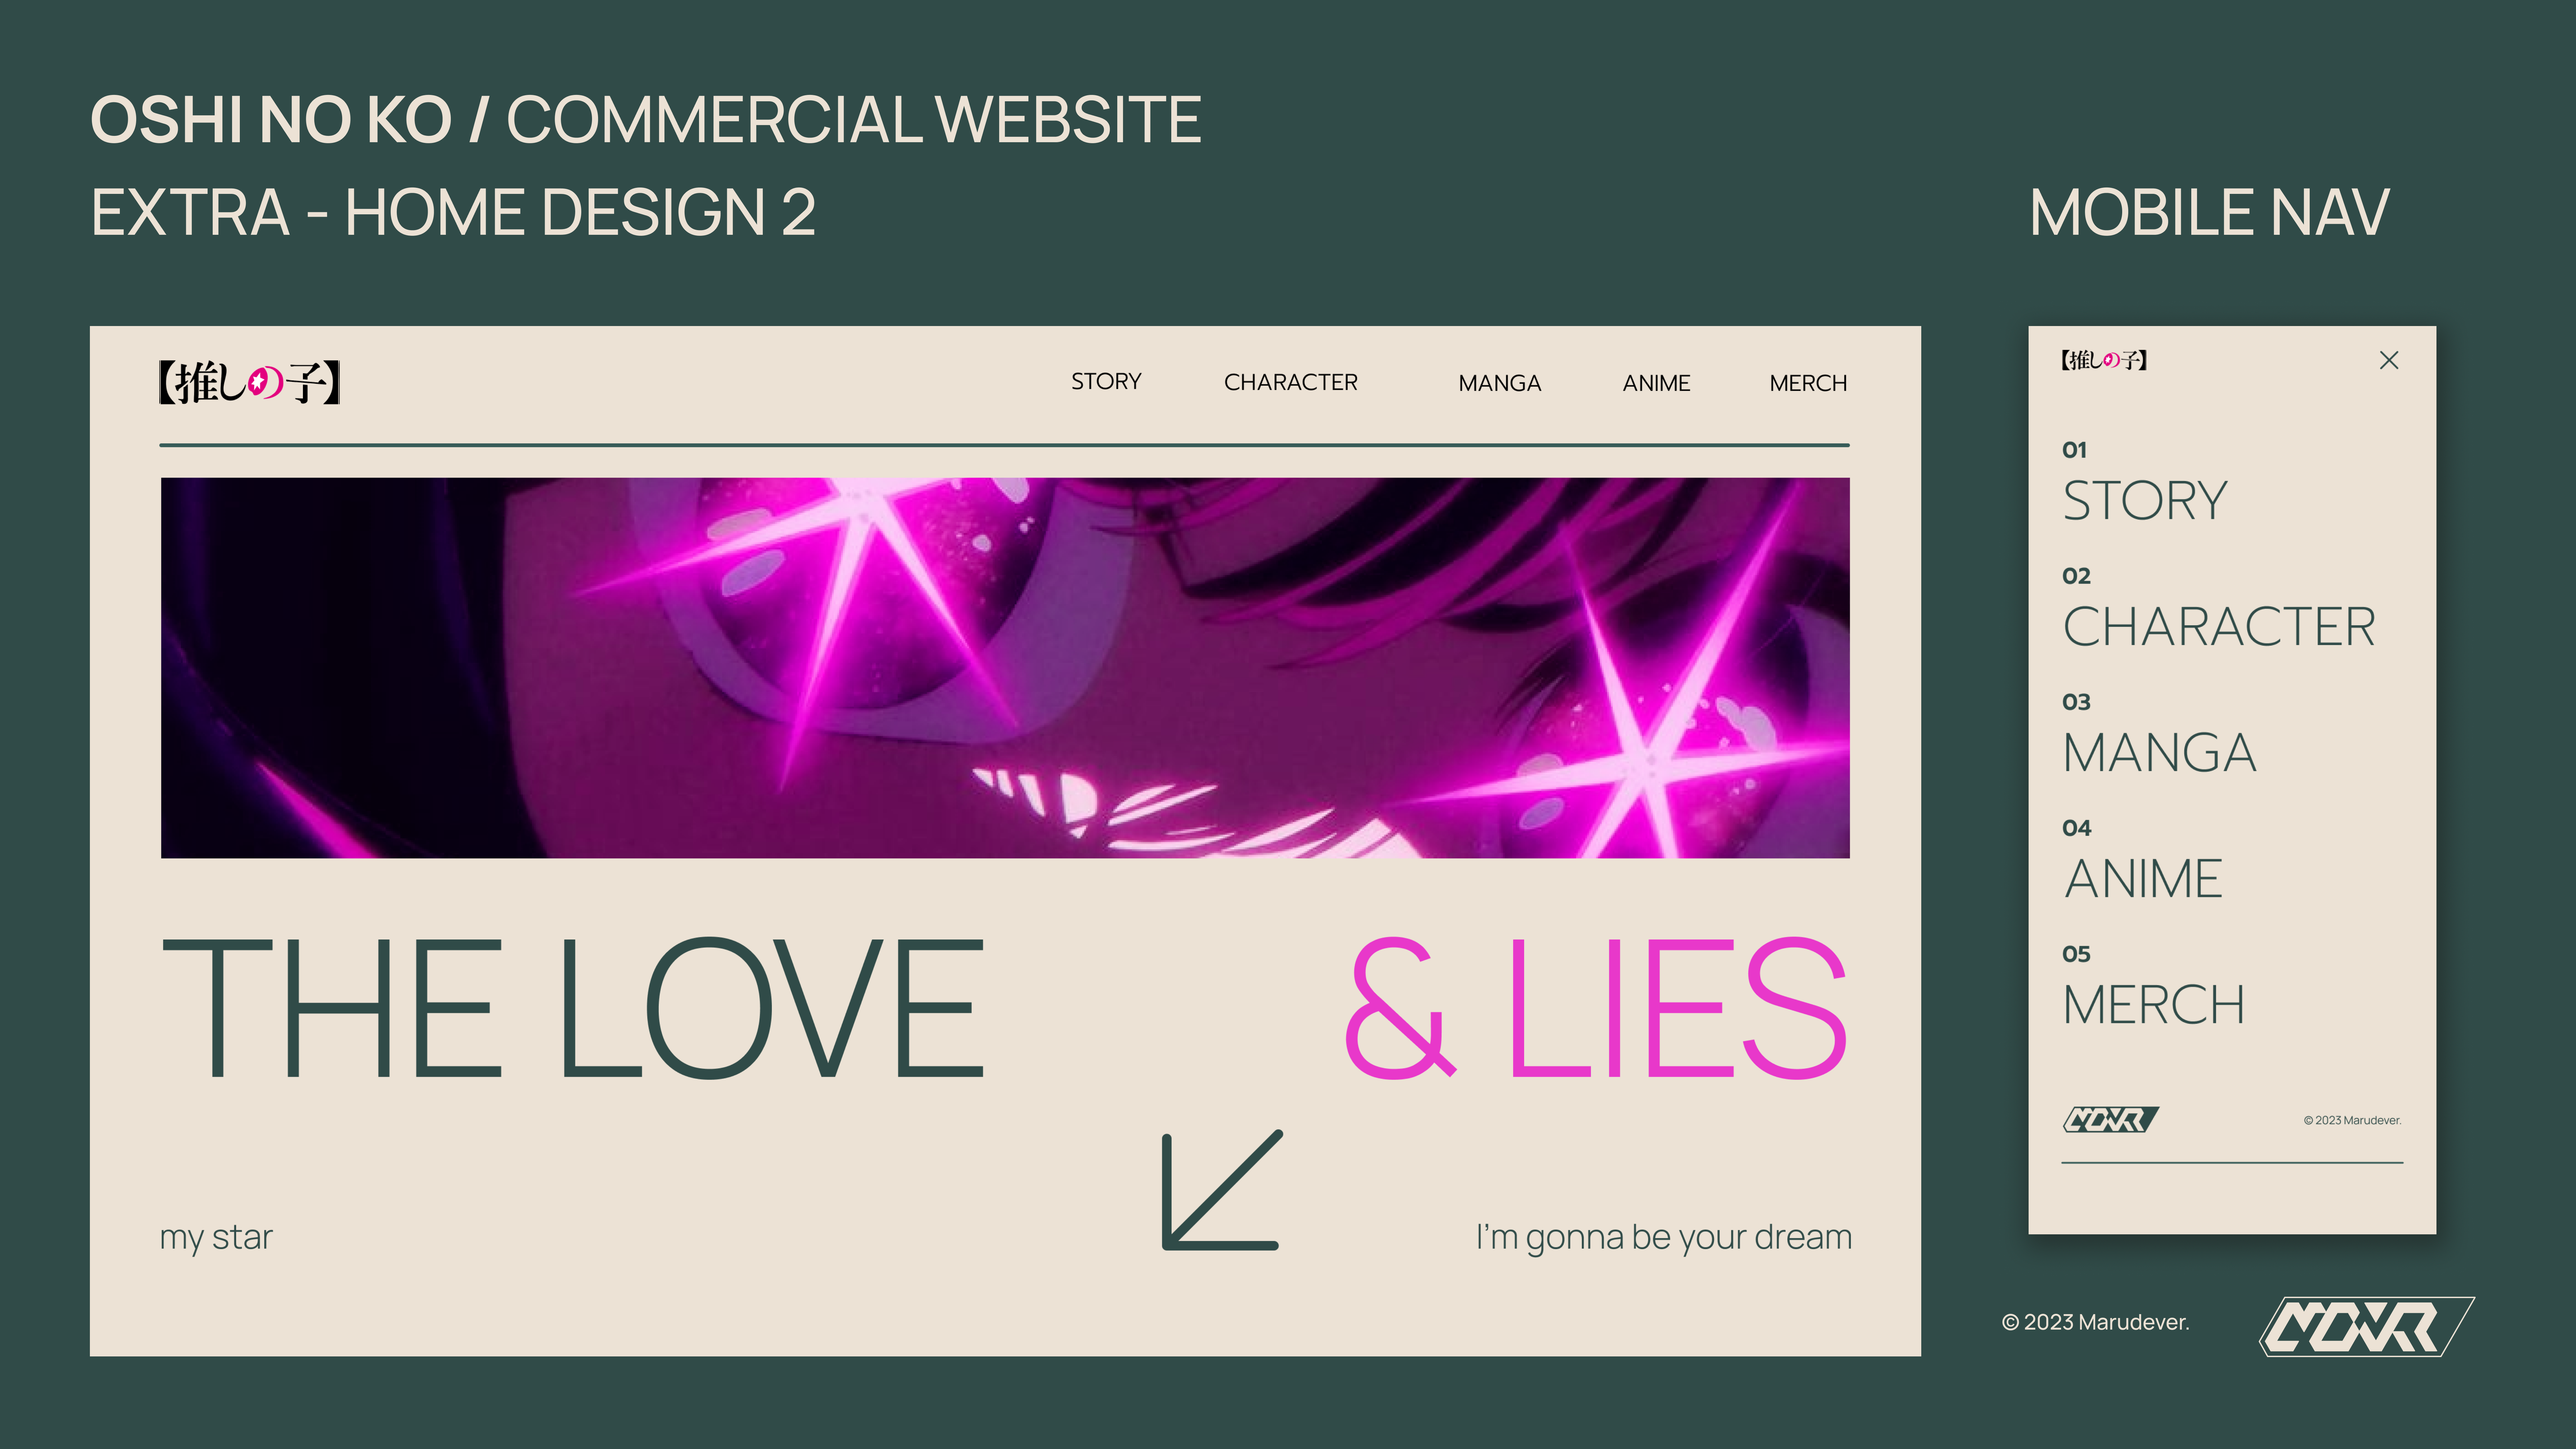 OSHI NO KO / COMMERCIAL WEBSITE
EXTRA - HOME DESIGN 2
MOBILE NAV
【推しの子】
STORY CHARACTER MANGA ANIME MERCH
THE LOVE & LIES
my star
I'm gonna be your dream
【推しの子】
01
STORY
02
CHARACTER
03
MANGA
04
ANIME
05
MERCH
© 2023 Marudever.
© 2023 Marudever.